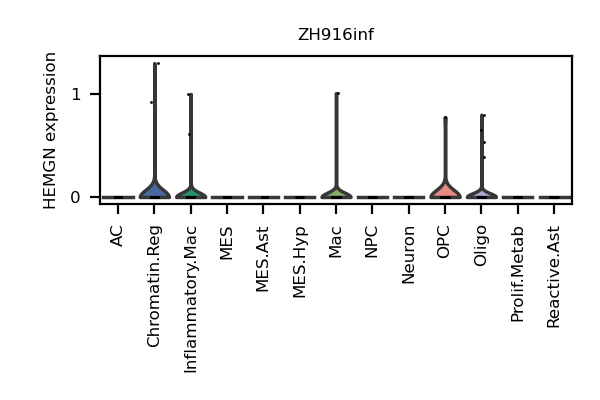 ZH916inf
HEMGN expression
1
0
AC
Chromatin.Reg
Inflammatory.Mac
MES
MES.Ast
MES.Hyp
Mac
NPC
Neuron
OPC
Oligo
Prolif.Metab
Reactive.Ast